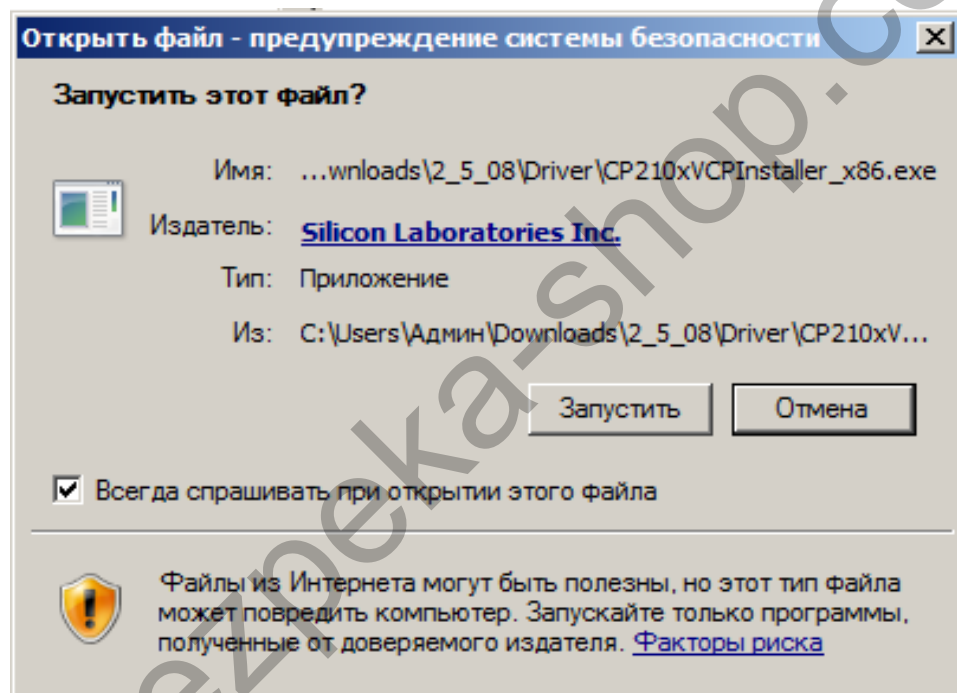 Открыть файл - предупреждение системы безопасности
Запустить этот файл?
Имя: ...wnloads\2_5_08\Driver\CP210xVCPInstaller_x86.exe
Издатель: Silicon Laboratories Inc.
Тип: Приложение
Из: C:\Users\Админ\Downloads\2_5_08\Driver\CP210xV...
Запустить Отмена
Всегда спрашивать при открытии этого файла
Файлы из Интернета могут быть полезны, но этот тип файла
может повредить компьютер. Запускайте только программы,
полученные от доверяемого издателя. Факторы риска
ezpeka-shop.co